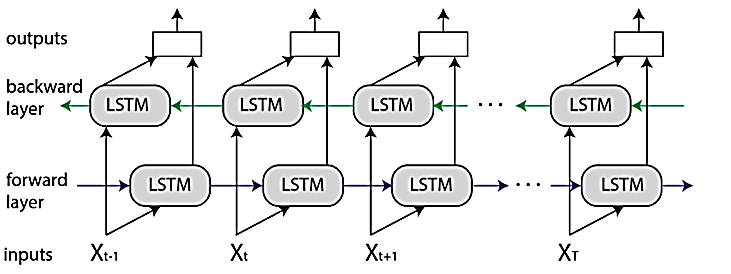 outputs
backward
layer
LSTM LSTM LSTM ... LSTM
forward
layer
LSTM LSTM LSTM ... LSTM
inputs Xt-1 Xt Xt+1 XT